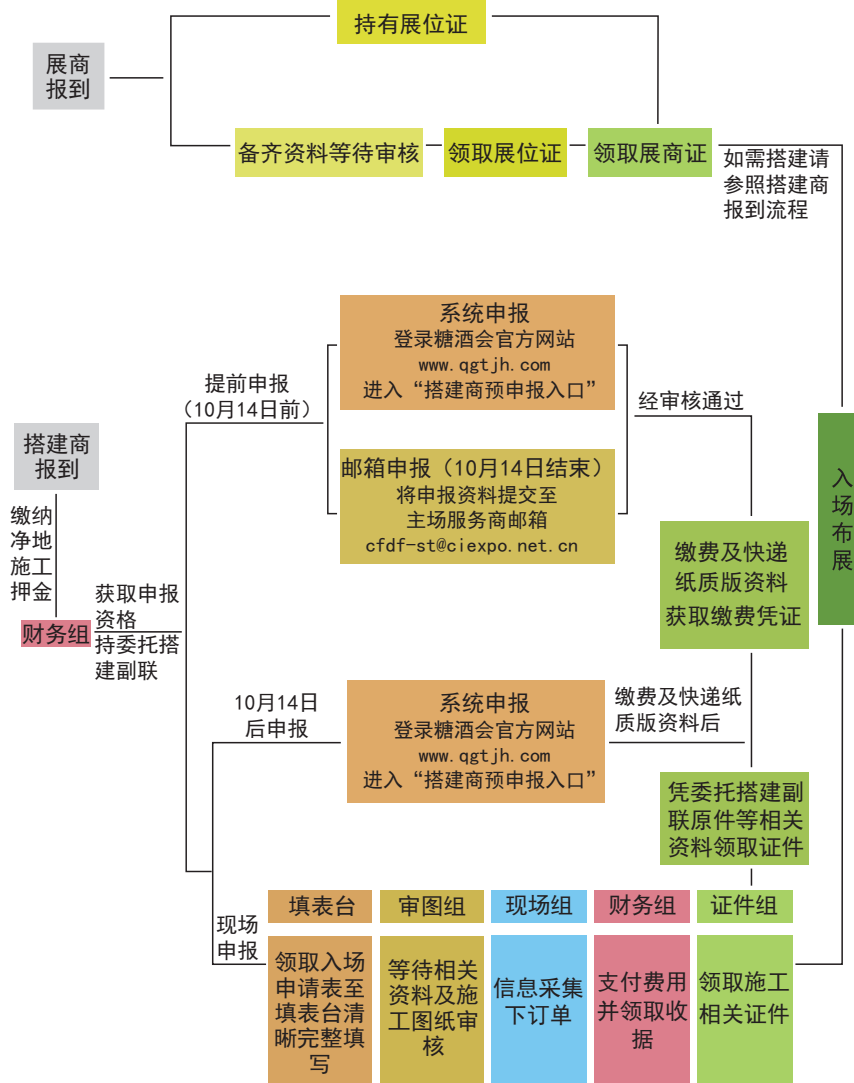 持有展位证
展商
报到
备齐资料等待审核
领取展位证
领取展商证
如需搭建请
参照搭建商
报到流程
系统申报
登录糖酒会官方网站
www.qgtjh.com
进入“搭建商预申报入口”
提前申报
（10月14日前）
经审核通过
搭建商
报到
邮箱申报（10月14日结束）
将申报资料提交至
主场服务商邮箱
cfdf-st@ciexpo.net.cn
入
场
布
展
缴纳
净地
施工
押金
缴费及快递
纸质版资料
获取缴费凭证
财务组
获取申报
资格
持委托搭
建副联
10月14日
后申报
系统申报
登录糖酒会官方网站
www.qgtjh.com
进入“搭建商预申报入口”
缴费及快递纸
质版资料后
凭委托搭建副
联原件等相关
资料领取证件
现场
申报
填表台
审图组
现场组
财务组
证件组
领取入场
申请表至
填表台清
晰完整填
写
等待相关
资料及施
工图纸审
核
信息采集
下订单
支付费用
并领取收
据
领取施工
相关证件